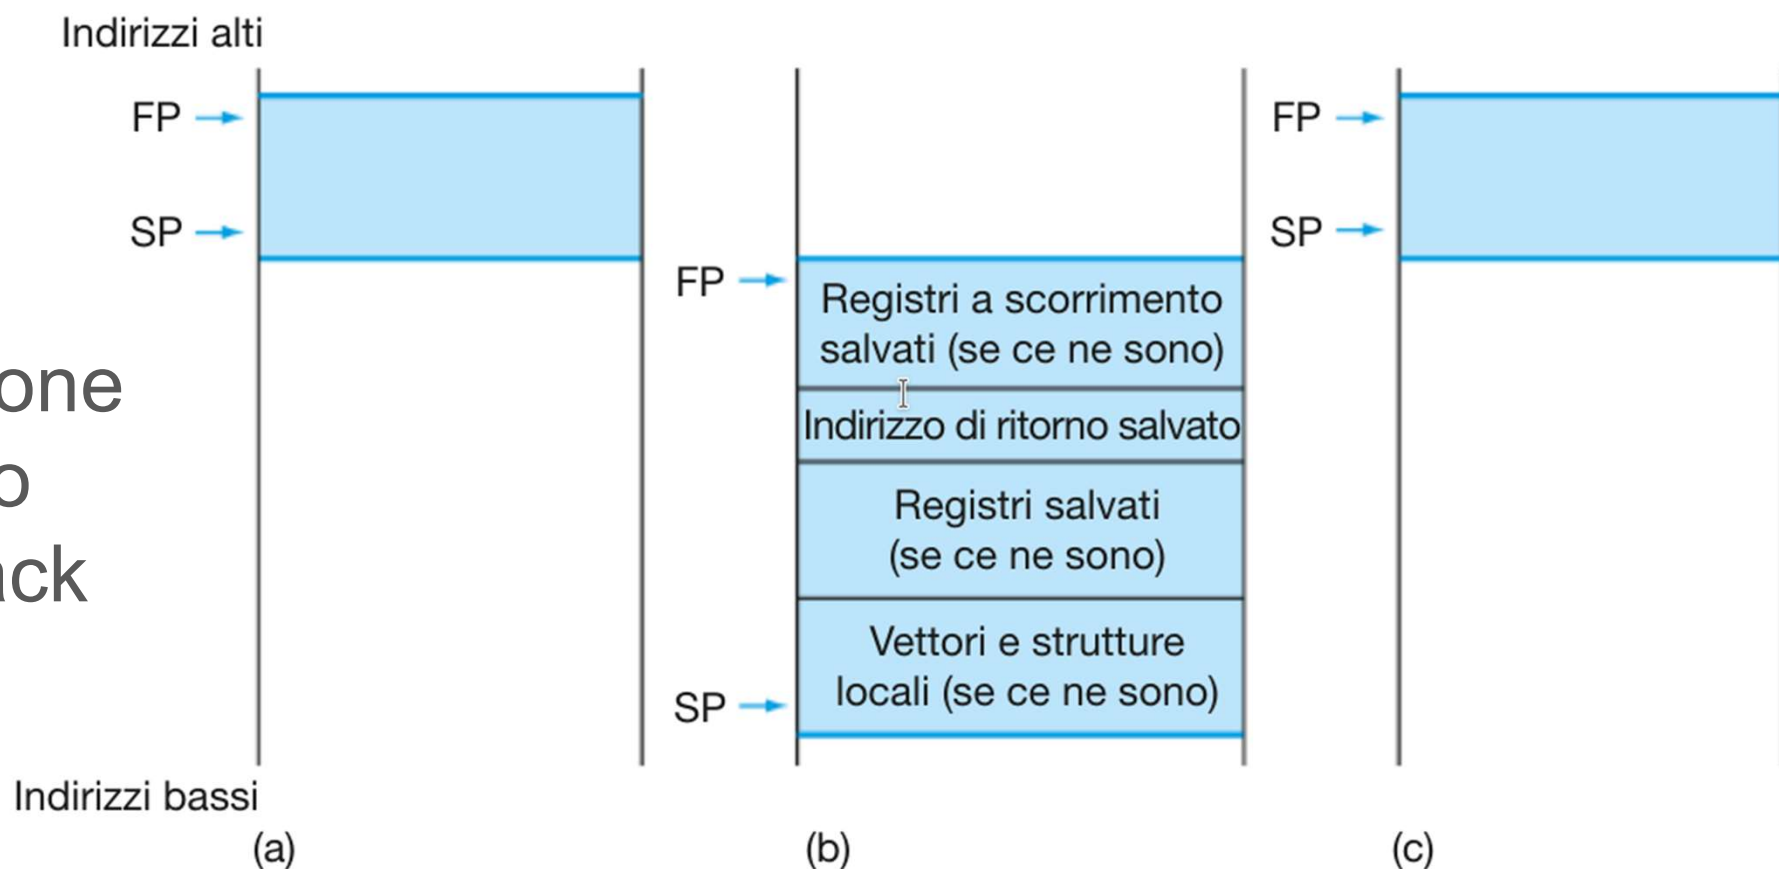 Indirizzi alti
FP
SP
one
o
ack
Indirizzi bassi
(a)
FP
Registri a scorrimento
salvati (se ce ne sono)
Indirizzo di ritorno salvato
Registri salvati
(se ce ne sono)
Vettori e strutture
locali (se ce ne sono)
SP
(b)
FP
SP
(c)